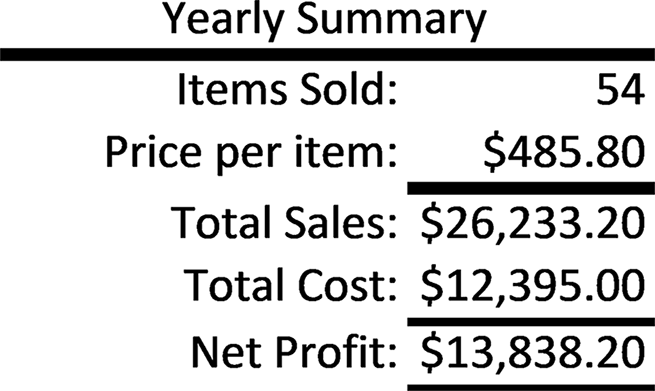 Yearly Summary
Items Sold: 54
Price per item: $485.80
Total Sales: $26,233.20
Total Cost: $12,395.00
Net Profit: $13,838.20